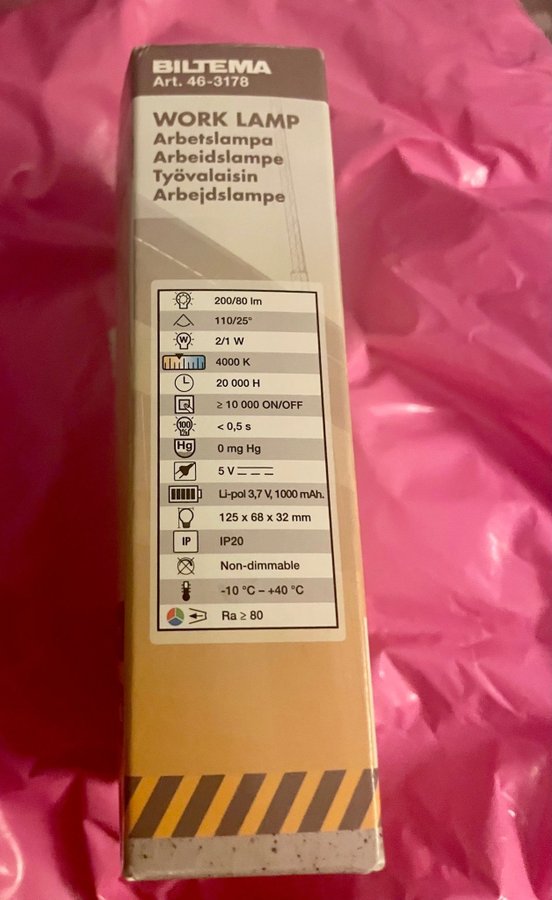 BILTEMA
Art. 46-3178
WORK LAMP
Arbetslampa
Arbeidslampe
Työvalaisin
Arbejdslampe
200/80 lm
110/25°
W 2/1 W
4000 K
20 000 H
≥ 10 000 ON/OFF
100% < 0,5 s
Hg 0 mg Hg
5 V
Li-pol 3,7 V, 1000 mAh.
125 x 68 x 32 mm
IP IP20
Non-dimmable
-10 °C – +40 °C
Ra ≥ 80